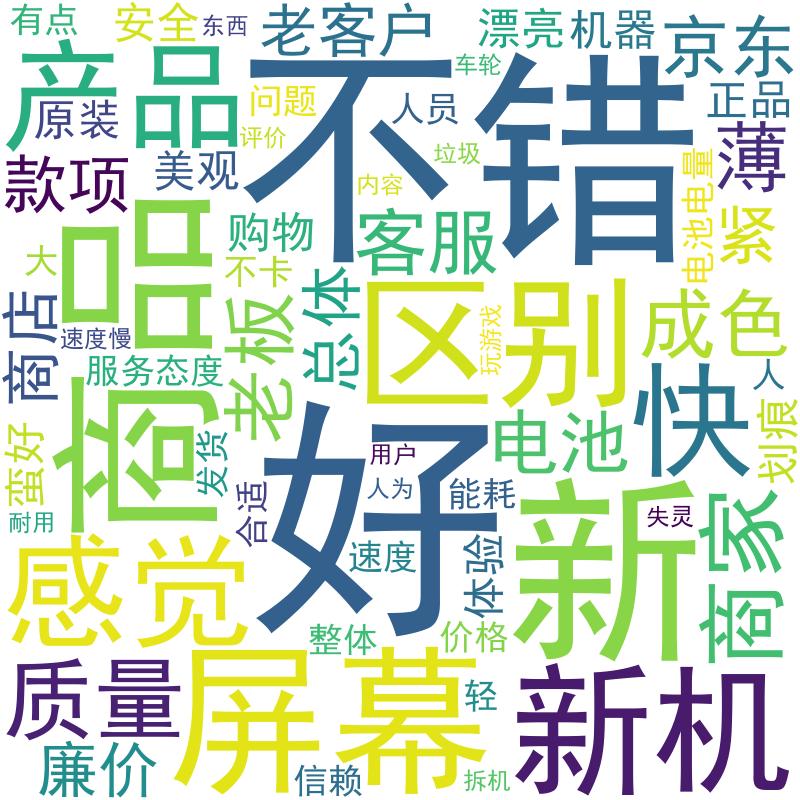 有点
安全
东西
老客户
漂亮
机器
京东
产品
不错
车轮
原装
问题
人员
正品
评价
薄
款项
美观
垃圾
内容
电池电量
商品
购物
客服
紧
大
不卡
区别
成色
商店
老板
总体
玩游戏
速度慢
服务态度
快
人
蛮好
发货
好
电池
划痕
用户
合适
人为
能耗
新
失灵
商家
耐用
感觉
速度
体验
整体
价格
质量
屏幕
轻
新机
廉价
信赖
拆机